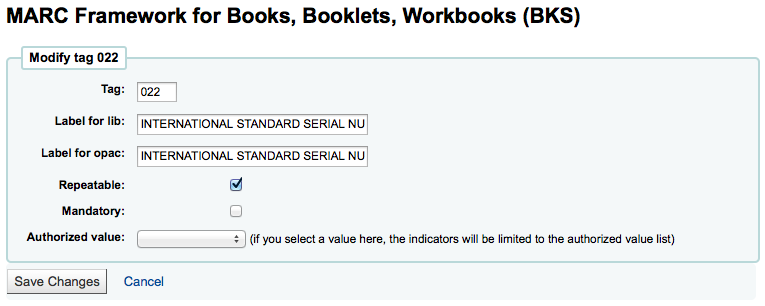 MARC Framework for Books, Booklets, Workbooks (BKS)
Modify tag 022
Tag: 022
Label for lib: INTERNATIONAL STANDARD SERIAL NU
Label for opac: INTERNATIONAL STANDARD SERIAL NU
Repeatable:
Mandatory:
Authorized value: (if you select a value here, the indicators will be limited to the authorized value list)
Save Changes Cancel